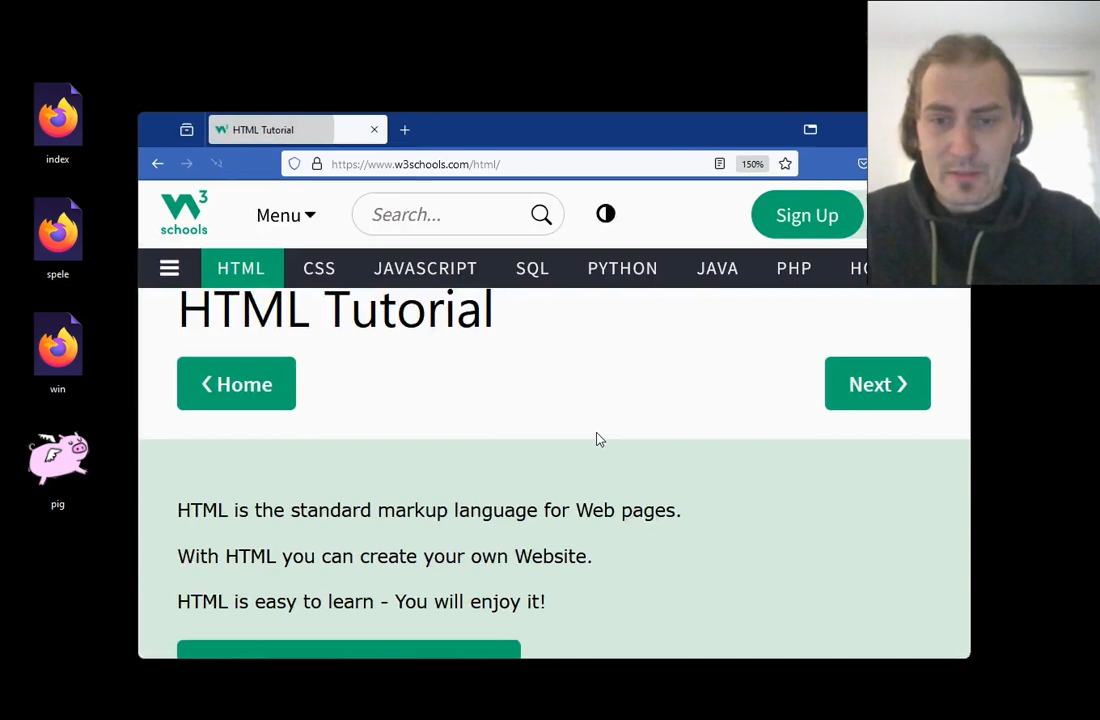 index
spele
win
pig
HTML Tutorial
https://www.w3schools.com/html/
150%
W3
schools
Menu
Search...
Sign Up
HTML CSS JAVASCRIPT SQL PYTHON JAVA PHP HO
HTML Tutorial
❮ Home
Next ❯
HTML is the standard markup language for Web pages.
With HTML you can create your own Website.
HTML is easy to learn - You will enjoy it!